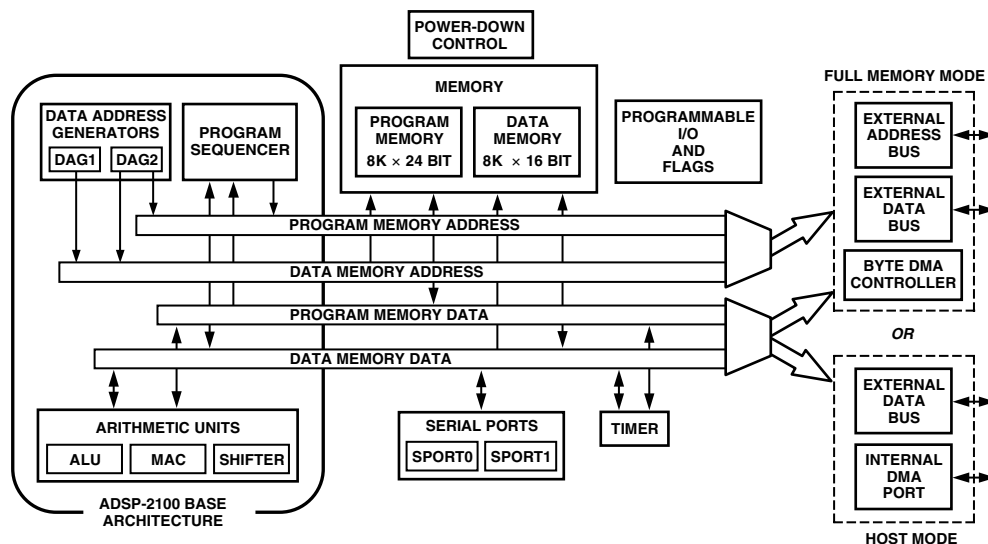 POWER-DOWN
CONTROL
FULL MEMORY MODE
MEMORY
PROGRAM
MEMORY
8K × 24 BIT
DATA
MEMORY
8K × 16 BIT
PROGRAMMABLE
I/O
AND
FLAGS
DATA ADDRESS
GENERATORS
DAG1
DAG2
PROGRAM
SEQUENCER
EXTERNAL
ADDRESS
BUS
EXTERNAL
DATA
BUS
BYTE DMA
CONTROLLER
PROGRAM MEMORY ADDRESS
DATA MEMORY ADDRESS
PROGRAM MEMORY DATA
DATA MEMORY DATA
OR
EXTERNAL
DATA
BUS
INTERNAL
DMA
PORT
HOST MODE
ARITHMETIC UNITS
ALU
MAC
SHIFTER
SERIAL PORTS
SPORT0
SPORT1
TIMER
ADSP-2100 BASE
ARCHITECTURE